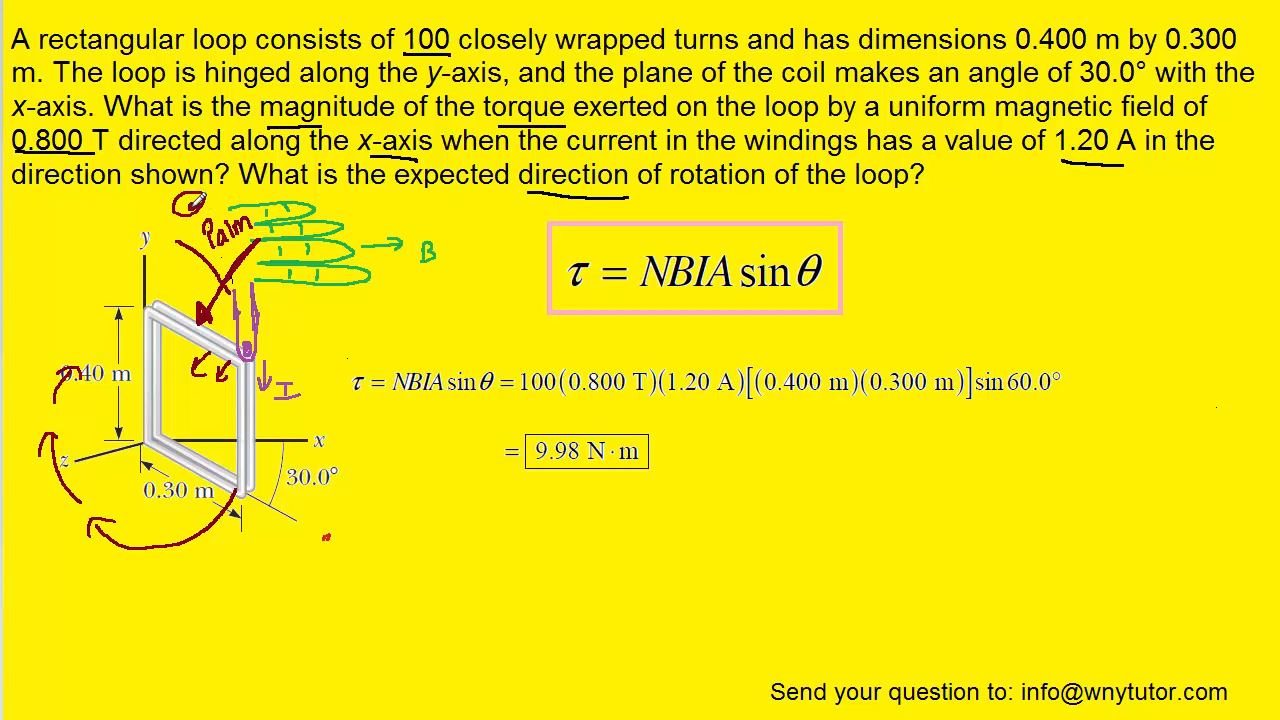 A rectangular loop consists of 100 closely wrapped turns and has dimensions 0.400 m by 0.300
m. The loop is hinged along the y-axis, and the plane of the coil makes an angle of 30.0° with the
x-axis. What is the magnitude of the torque exerted on the loop by a uniform magnetic field of
0.800 T directed along the x-axis when the current in the windings has a value of 1.20 A in the
direction shown? What is the expected direction of rotation of the loop?
Palm
B
y
τ = NBIA sin θ
.40 m
I
τ = NBIA sin θ = 100(0.800 T)(1.20 A)[(0.400 m)(0.300 m)]sin 60.0°
x
z
= 9.98 N·m
30.0°
0.30 m
Send your question to: info@wnytutor.com